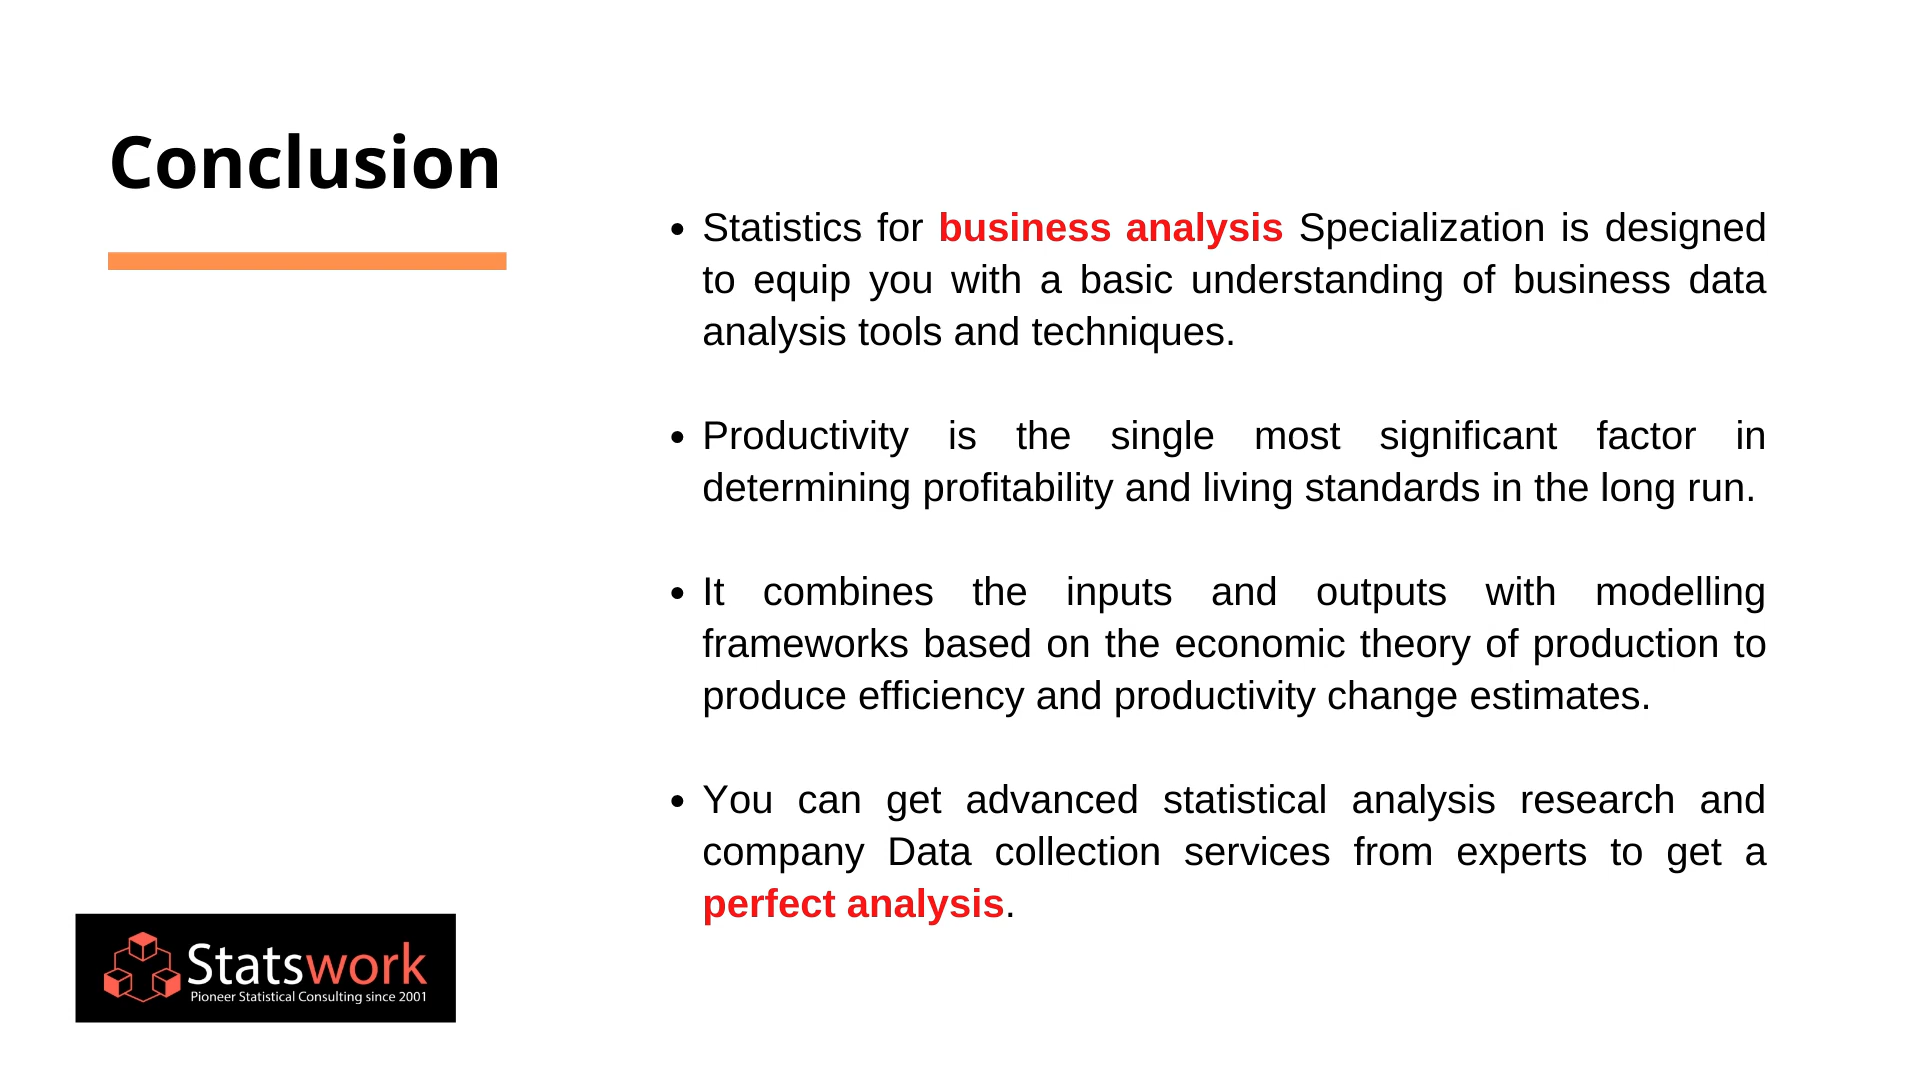 Conclusion
• Statistics for business analysis Specialization is designed
to equip you with a basic understanding of business data
analysis tools and techniques.
• Productivity is the single most significant factor in
determining profitability and living standards in the long run.
• It combines the inputs and outputs with modelling
frameworks based on the economic theory of production to
produce efficiency and productivity change estimates.
• You can get advanced statistical analysis research and
company Data collection services from experts to get a
perfect analysis.
Statswork
Pioneer Statistical Consulting since 2001